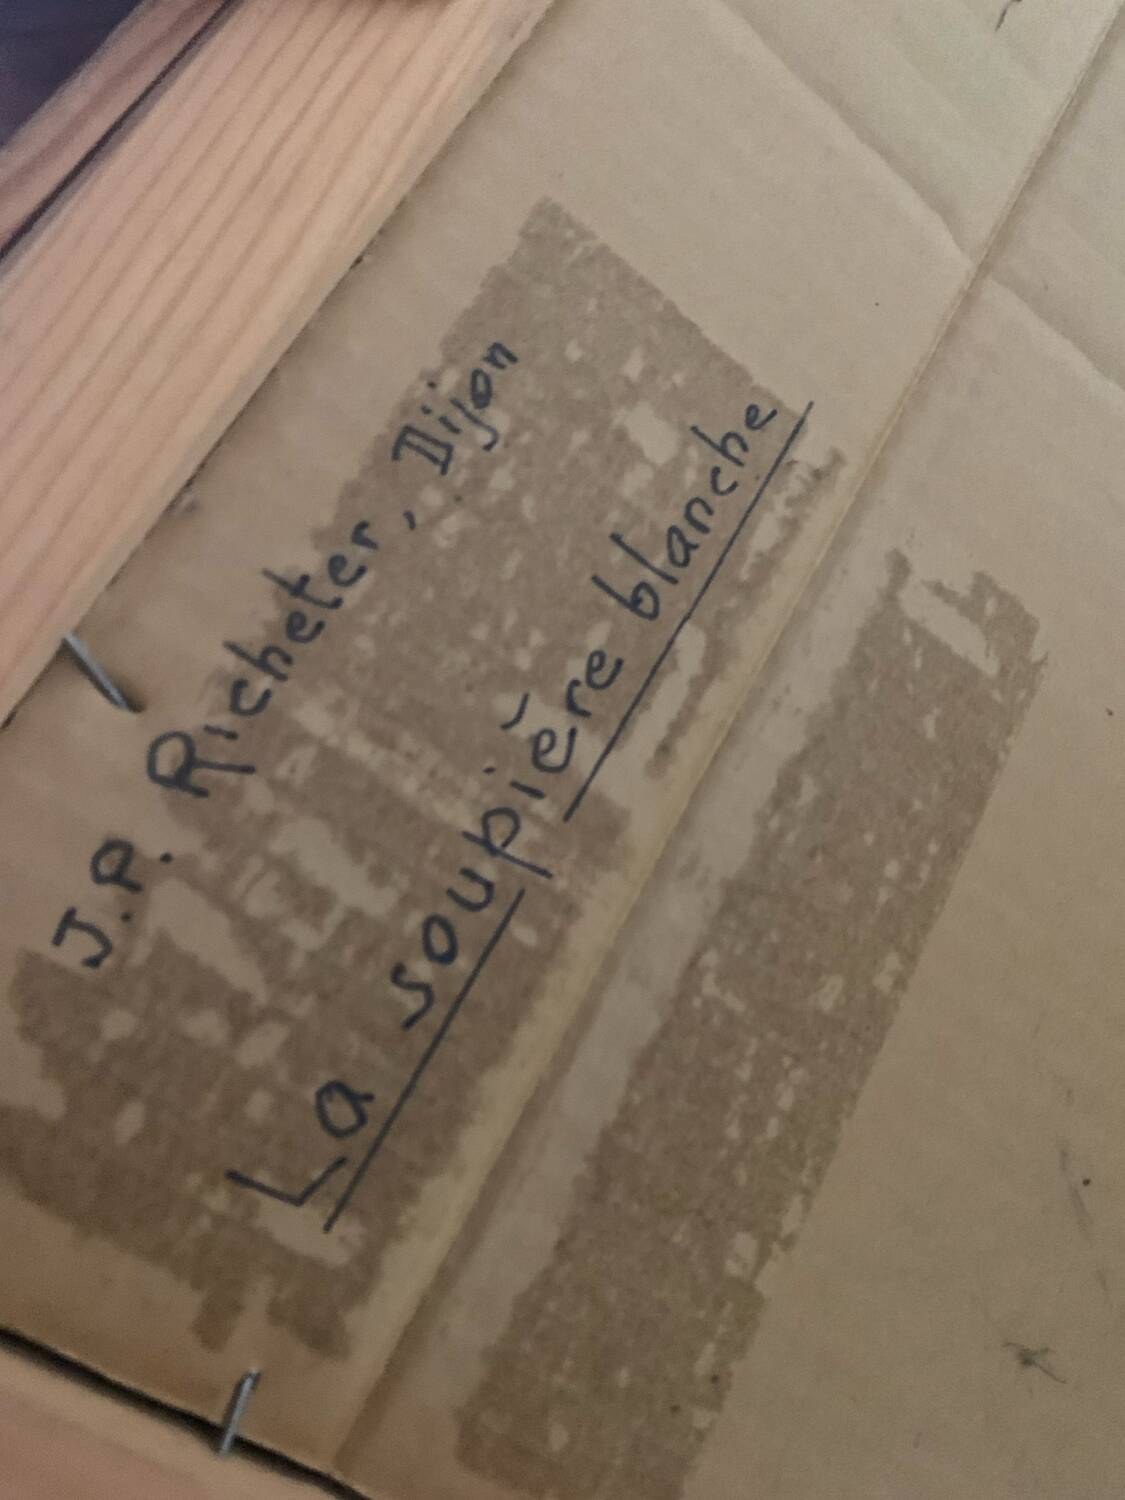 J.P. Richeter, Dijon
La soupière blanche